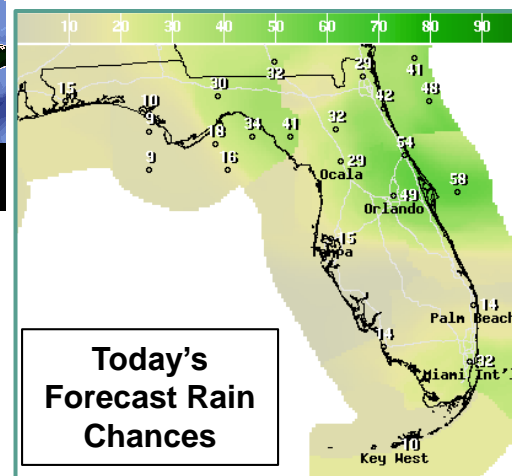 10 20 30 40 50 60 70 80 90
32 29 41
15 30 48
10 42
9 32
18 34 41 54
9 16 29
Ocala
49 58
Orlando
15
Tampa
14
Palm Beach
14
32
Miami Int'l
10
Key West
Today's
Forecast Rain
Chances